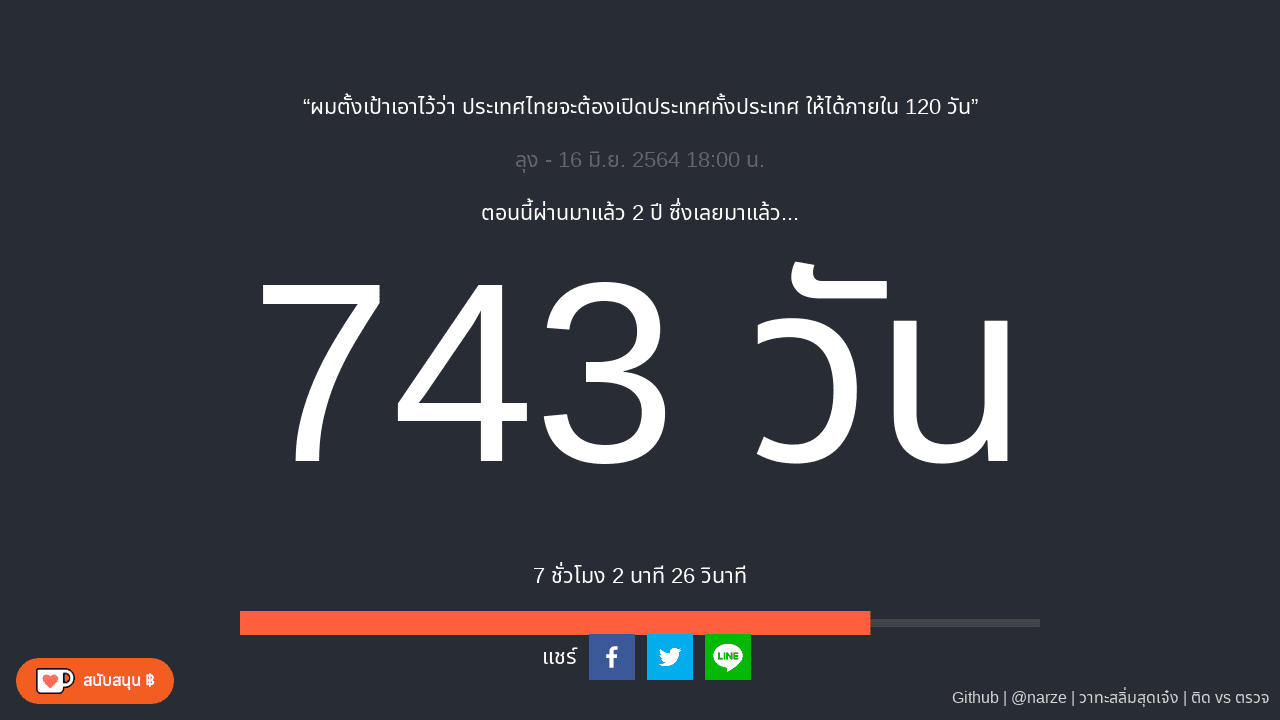 “ผมตั้งเป้าเอาไว้ว่า ประเทศไทยจะต้องเปิดประเทศทั้งประเทศ ให้ได้ภายใน 120 วัน”
ลุง - 16 มิ.ย. 2564 18:00 น.
ตอนนี้ผ่านมาแล้ว 2 ปี ซึ่งเลยมาแล้ว...
743 วัน
7 ชั่วโมง 2 นาที 26 วินาที
แชร์
LINE
สนับสนุน ฿
Github | @narze | วาทะสลิ่มสุดเจ๋ง | ติด vs ตรวจ